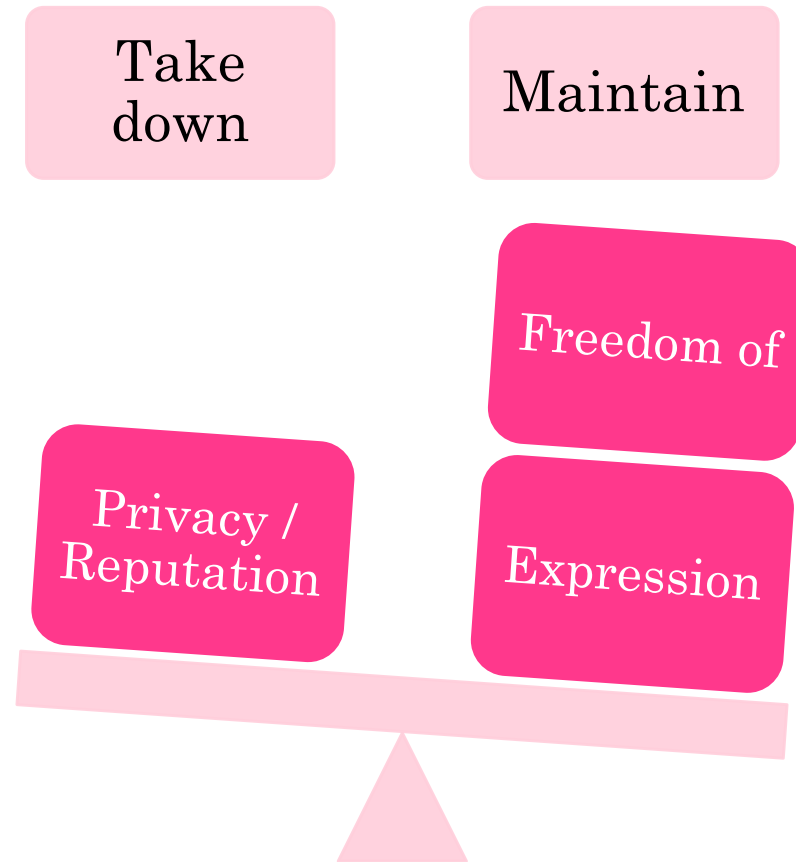 Take
down
Maintain
Freedom of
Expression
Privacy /
Reputation